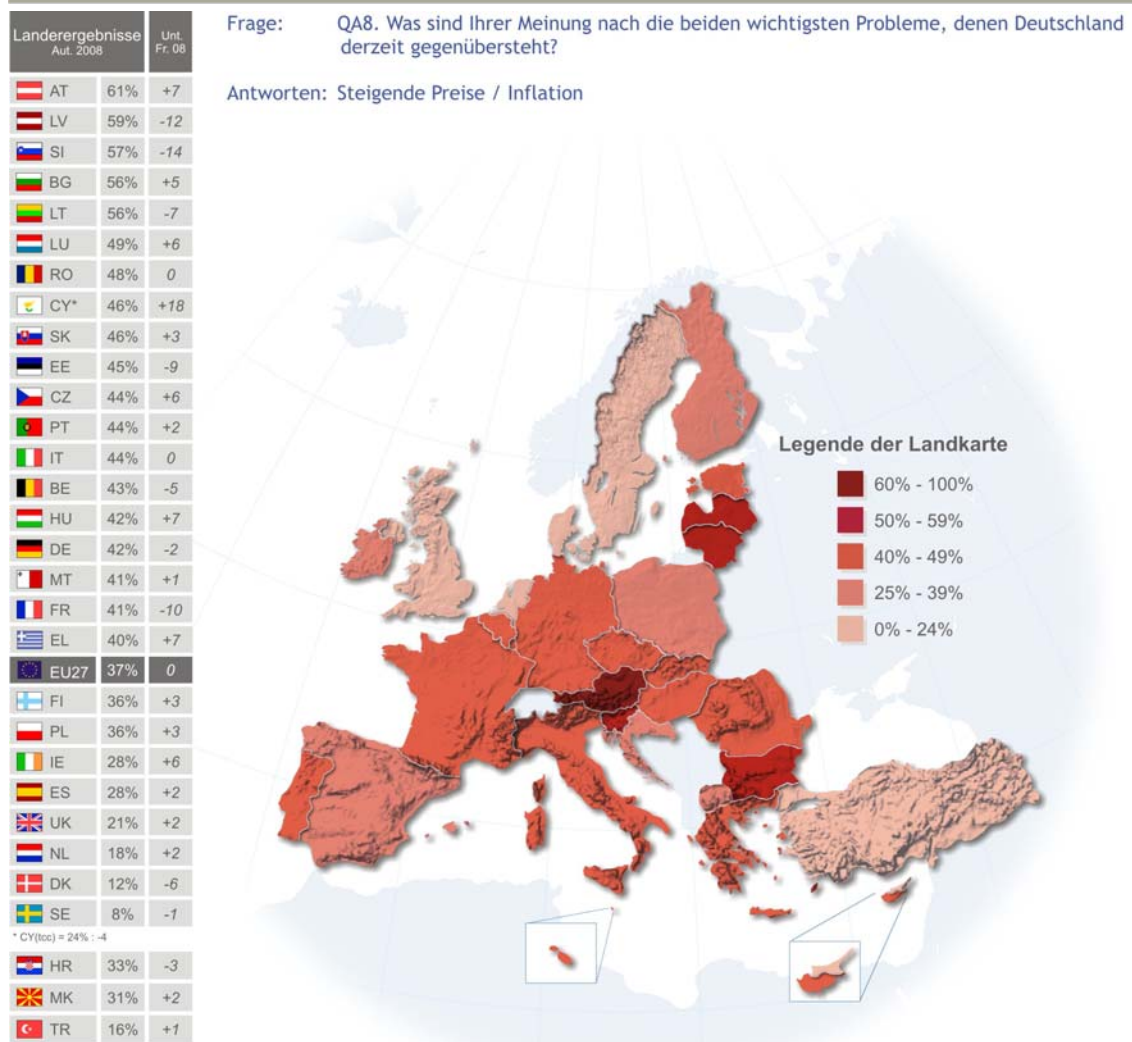 Landerergebnisse Unt.
Aut. 2008 Fr. 08
AT 61% +7
LV 59% -12
SI 57% -14
BG 56% +5
LT 56% -7
LU 49% +6
RO 48% 0
CY* 46% +18
SK 46% +3
EE 45% -9
CZ 44% +6
PT 44% +2
IT 44% 0
BE 43% -5
HU 42% +7
DE 42% -2
MT 41% +1
FR 41% -10
EL 40% +7
EU27 37% 0
FI 36% +3
PL 36% +3
IE 28% +6
ES 28% +2
UK 21% +2
NL 18% +2
DK 12% -6
SE 8% -1
* CY(tcc) = 24% : -4
HR 33% -3
MK 31% +2
TR 16% +1
Frage: QA8. Was sind Ihrer Meinung nach die beiden wichtigsten Probleme, denen Deutschland
derzeit gegenübersteht?
Antworten: Steigende Preise / Inflation
Legende der Landkarte
60% - 100%
50% - 59%
40% - 49%
25% - 39%
0% - 24%